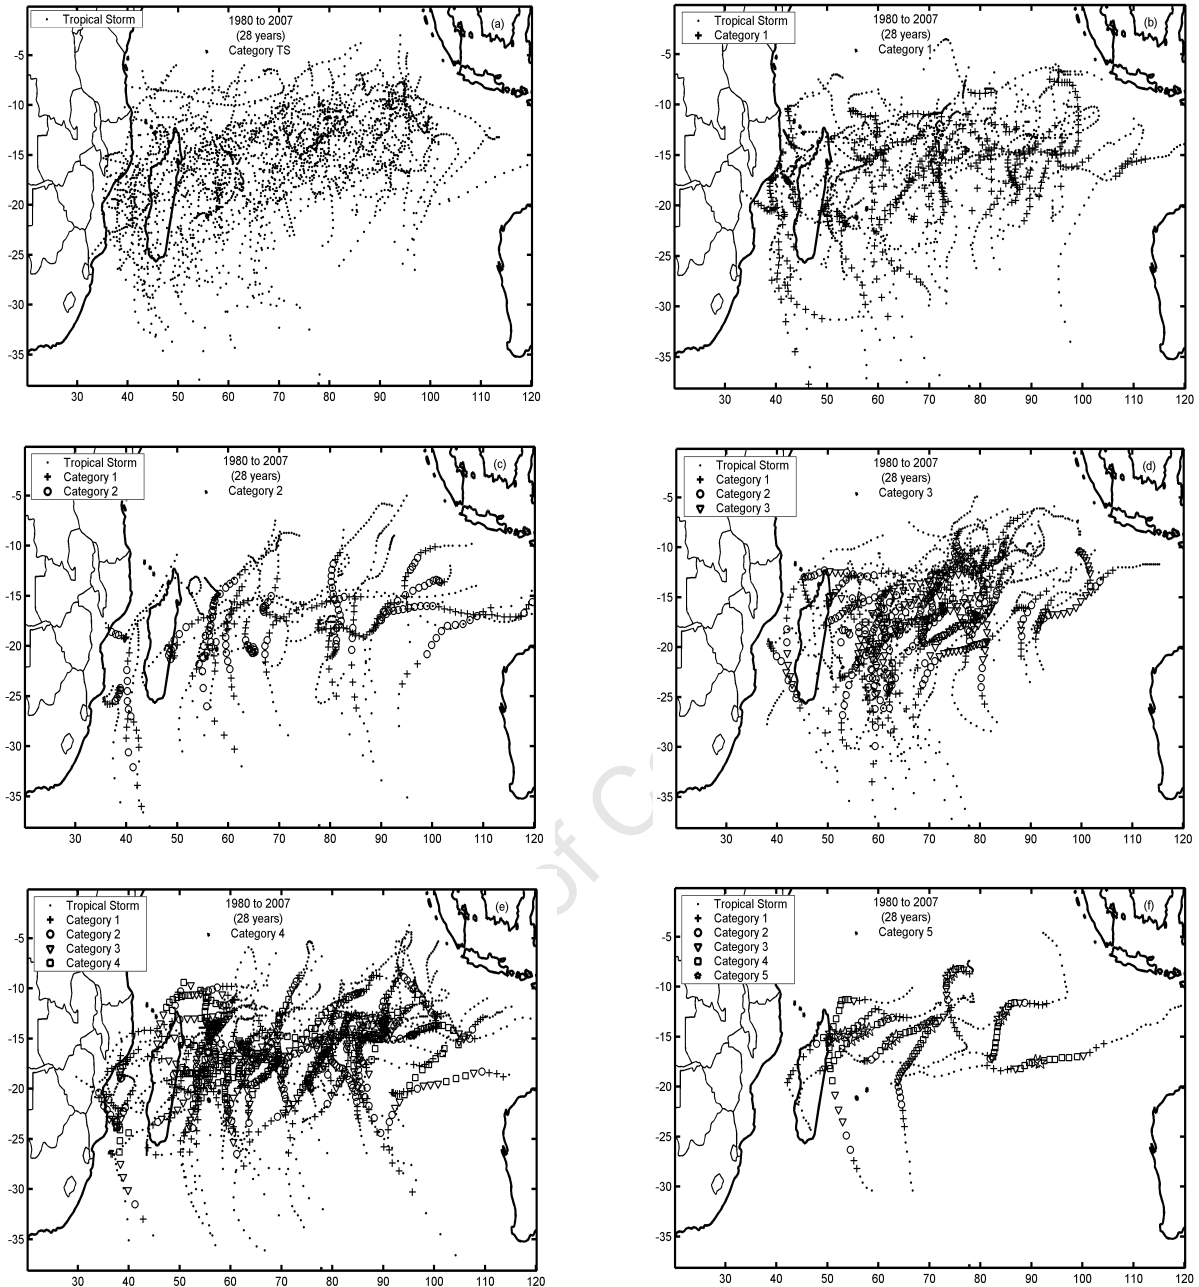 Tropical Storm
1980 to 2007
(28 years)
Category TS
(a)
-5
-10
-15
-20
-25
-30
-35
30 40 50 60 70 80 90 100 110 120
Tropical Storm
Category 1
1980 to 2007
(28 years)
Category 1
(b)
-5
-10
-15
-20
-25
-30
-35
30 40 50 60 70 80 90 100 110 120
Tropical Storm
Category 1
Category 2
1980 to 2007
(28 years)
Category 2
(c)
-5
-10
-15
-20
-25
-30
-35
30 40 50 60 70 80 90 100 110 120
Tropical Storm
Category 1
Category 2
Category 3
1980 to 2007
(28 years)
Category 3
(d)
-5
-10
-15
-20
-25
-30
-35
30 40 50 60 70 80 90 100 110 120
of C
Tropical Storm
Category 1
Category 2
Category 3
Category 4
1980 to 2007
(28 years)
Category 4
(e)
-5
-10
-15
-20
-25
-30
-35
30 40 50 60 70 80 90 100 110 120
Tropical Storm
Category 1
Category 2
Category 3
Category 4
Category 5
1980 to 2007
(28 years)
Category 5
(f)
-5
-10
-15
-20
-25
-30
-35
30 40 50 60 70 80 90 100 110 120